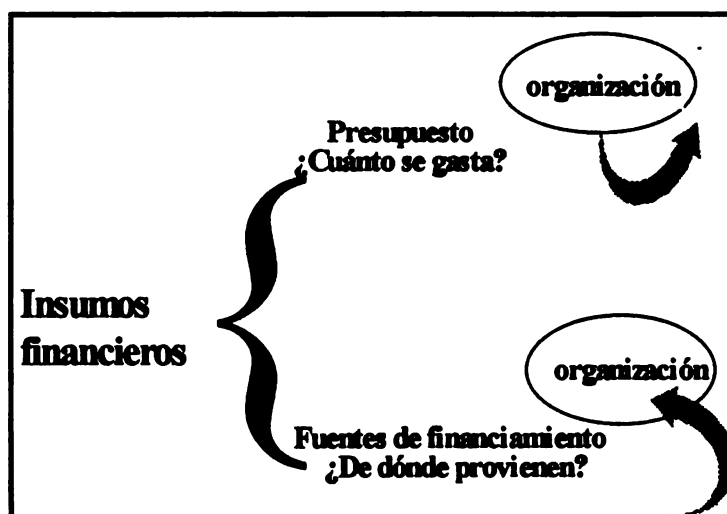 organización
Presupuesto
¿Cuánto se gasta?
Insumos
financieros
organización
Fuentes de financiamiento
¿De dónde provienen?